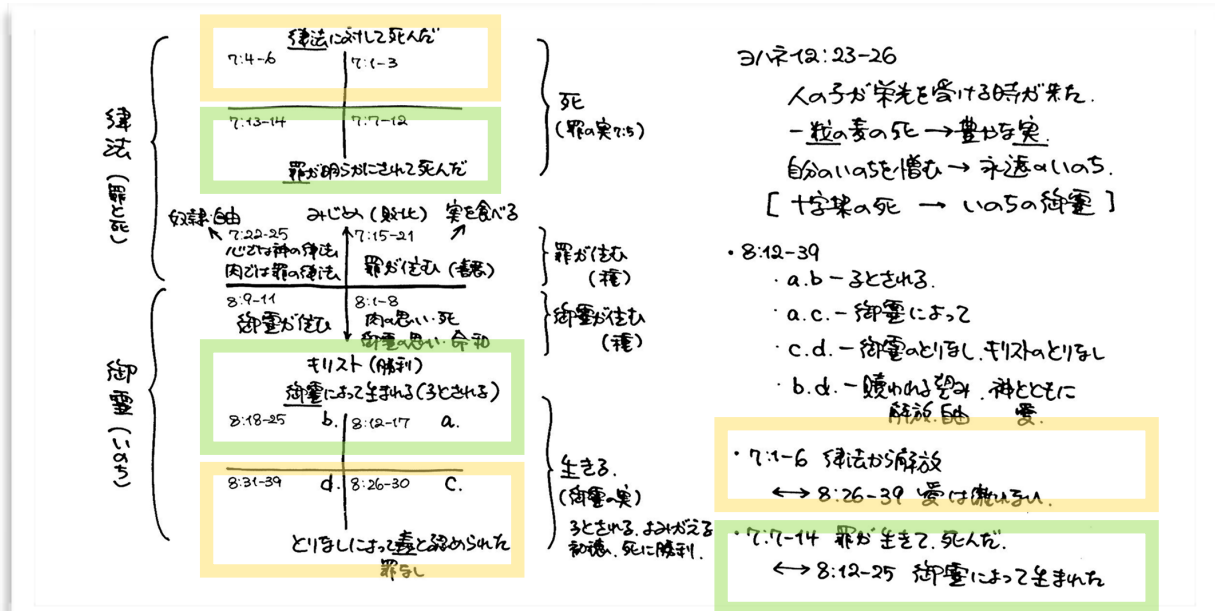 律法に対して死んだ
7:4-6 7:1-3
7:13-14 7:7-12
罪が明らかにされて死んだ
律法(罪と死)
死
(罪の実7:5)
奴隷・自由 みじめ(敗北) 実を食べる
7:22-25 7:15-21
心では神の律法
肉では罪の律法
罪が住む(善悪)
罪が住む
(種)
8:9-11 8:1-8
御霊が住む
肉の思い・死
御霊の思い・命・和
御霊が住む
(種)
御霊(いのち)
キリスト(勝利)
御霊によって生まれる(子とされる)
8:18-25 b. 8:12-17 a.
8:31-39 d. 8:26-30 c.
とりなしによって義と認められた
罪なし
生きる.
(御霊の実)
子とされる.よみがえる
初穂.死に勝利.
ヨハネ12:23-26
人の子が栄光を受ける時が来た.
一粒の麦の死→豊かな実.
自分のいのちを憎む→永遠のいのち.
[十字架の死→いのちの御霊]
・8:12-39
・a.b-子とされる.
・a.c.-御霊によって
・c.d.-御霊のとりなし.キリストのとりなし
・b.d.-贖われる望み.神とともに
解放.自由 愛.
・7:1-6 律法から解放
↔8:26-39 愛は離れない.
・7:7-14 罪が生きて.死んだ.
↔8:12-25 御霊によって生まれた